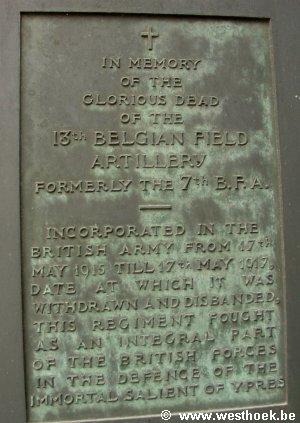 IN MEMORY
OF THE
GLORIOUS DEAD
OF THE
13th BELGIAN FIELD
ARTILLERY
FORMERLY THE 7th B.F.A.
INCORPORATED IN THE
BRITISH ARMY FROM 17th
MAY 1915 TILL 17th MAY 1917,
DATE AT WHICH IT WAS
WITHDRAWN AND DISBANDED,
THIS REGIMENT FOUGHT
AS AN INTEGRAL PART
OF THE BRITISH FORCES
IN THE DEFENCE OF THE
IMMORTAL SALIENT OF YPRES
© www.westhoek.be